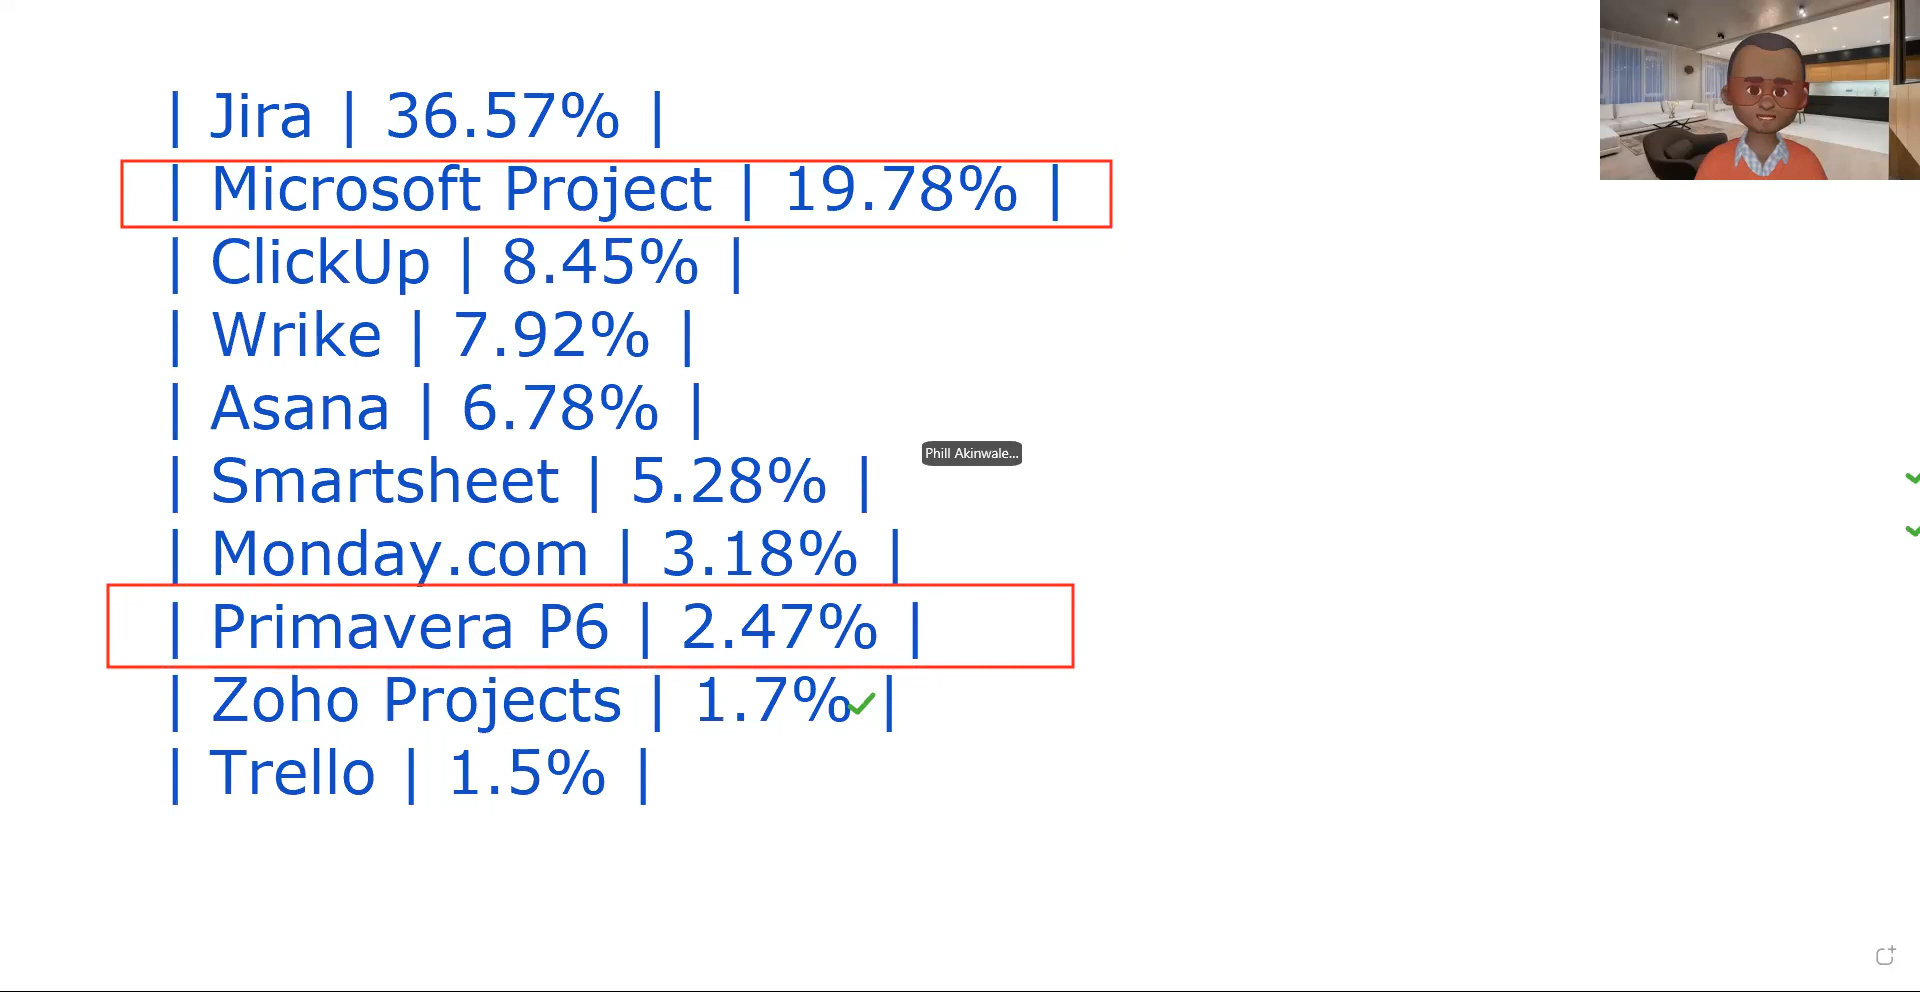 | Jira | 36.57% |
| Microsoft Project | 19.78% |
| ClickUp | 8.45% |
| Wrike | 7.92% |
| Asana | 6.78% |
Phill Akinwale...
| Smartsheet | 5.28% |
| Monday.com | 3.18% |
| Primavera P6 | 2.47% |
| Zoho Projects | 1.7% |
| Trello | 1.5% |